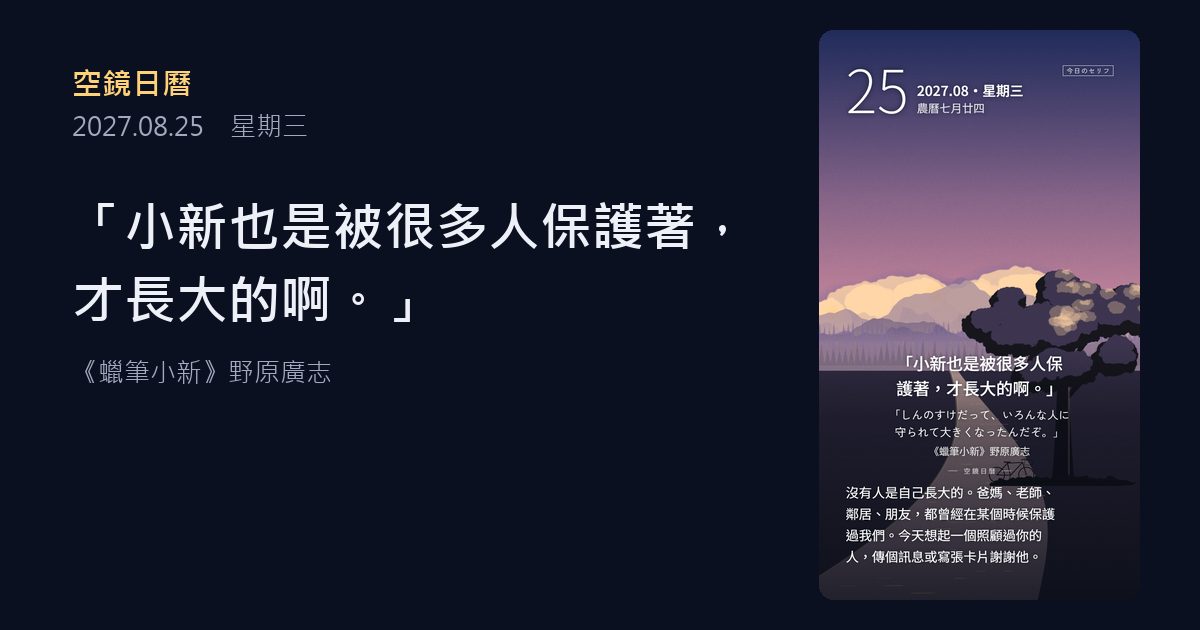 空鏡日曆
2027.08.25 星期三
「小新也是被很多人保護著，
才長大的啊。」
《蠟筆小新》野原廣志
今日のセリフ
25
2027.08・星期三
農曆七月廿四
「小新也是被很多人保
護著，才長大的啊。」
「しんのすけだって、いろんな人に
守られて大きくなったんだぞ。」
《蠟筆小新》野原廣志
— 空鏡日曆
沒有人是自己長大的。爸媽、老師、
鄰居、朋友，都曾經在某個時候保護
過我們。今天想起一個照顧過你的
人，傳個訊息或寫張卡片謝謝他。